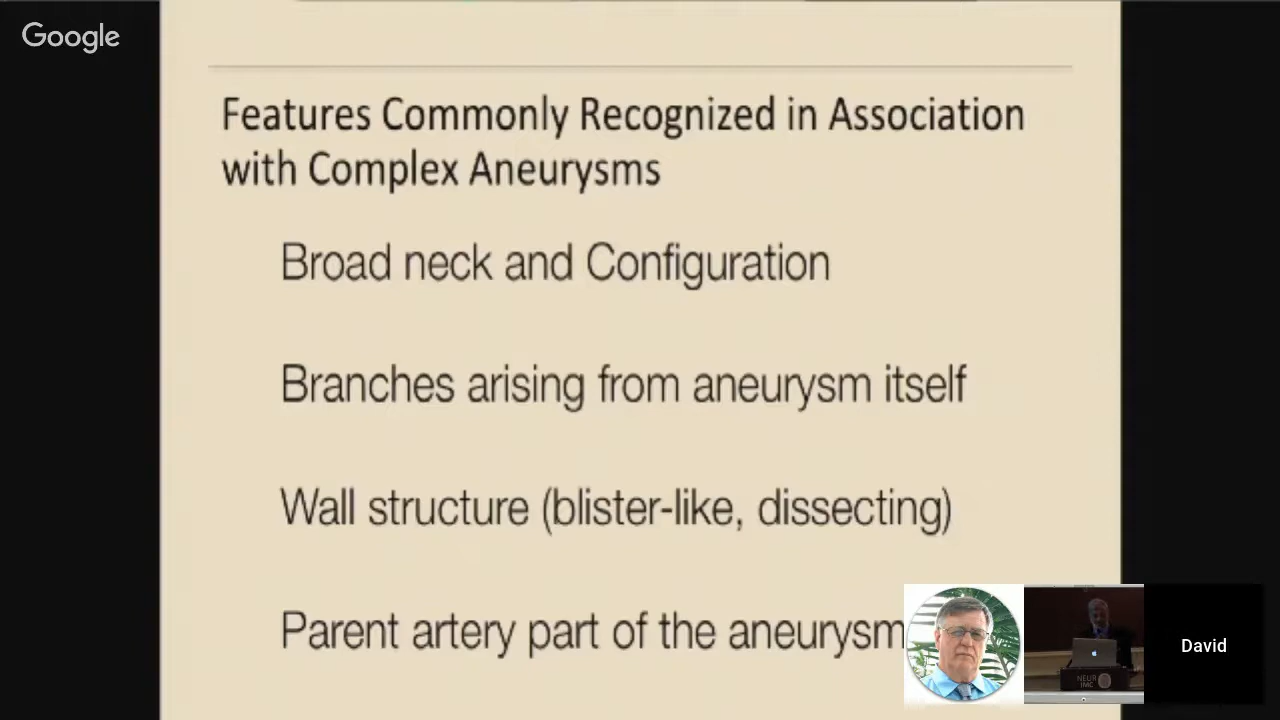 Google
Features Commonly Recognized in Association
with Complex Aneurysms
Broad neck and Configuration
Branches arising from aneurysm itself
Wall structure (blister-like, dissecting)
Parent artery part of the aneurysm
David